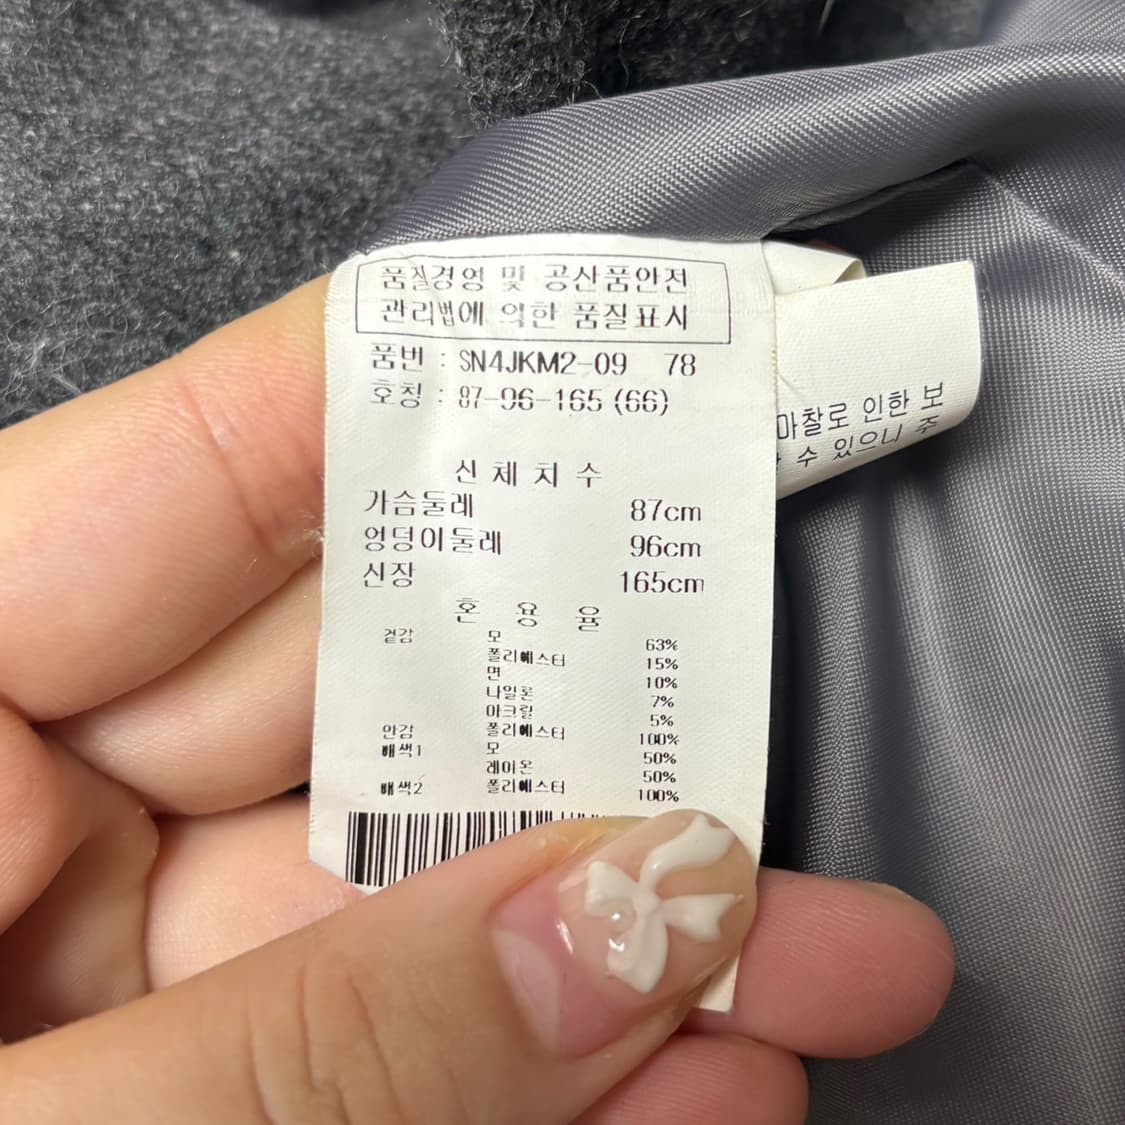 품질경영 및 공산품안전
관리법에 의한 품질표시
품번 : SN4JKM2-09 78
호칭 : 87-96-165 (66)
신체치수
가슴둘레 87cm
엉덩이둘레 96cm
신장 165cm
혼용율
겉감 모 63%
폴리에스터 15%
면 10%
나일론 7%
아크릴 5%
안감 폴리에스터 100%
배색1 모 50%
레이온 50%
배색2 폴리에스터 100%
마찰로 인한 보
수 있으니 주